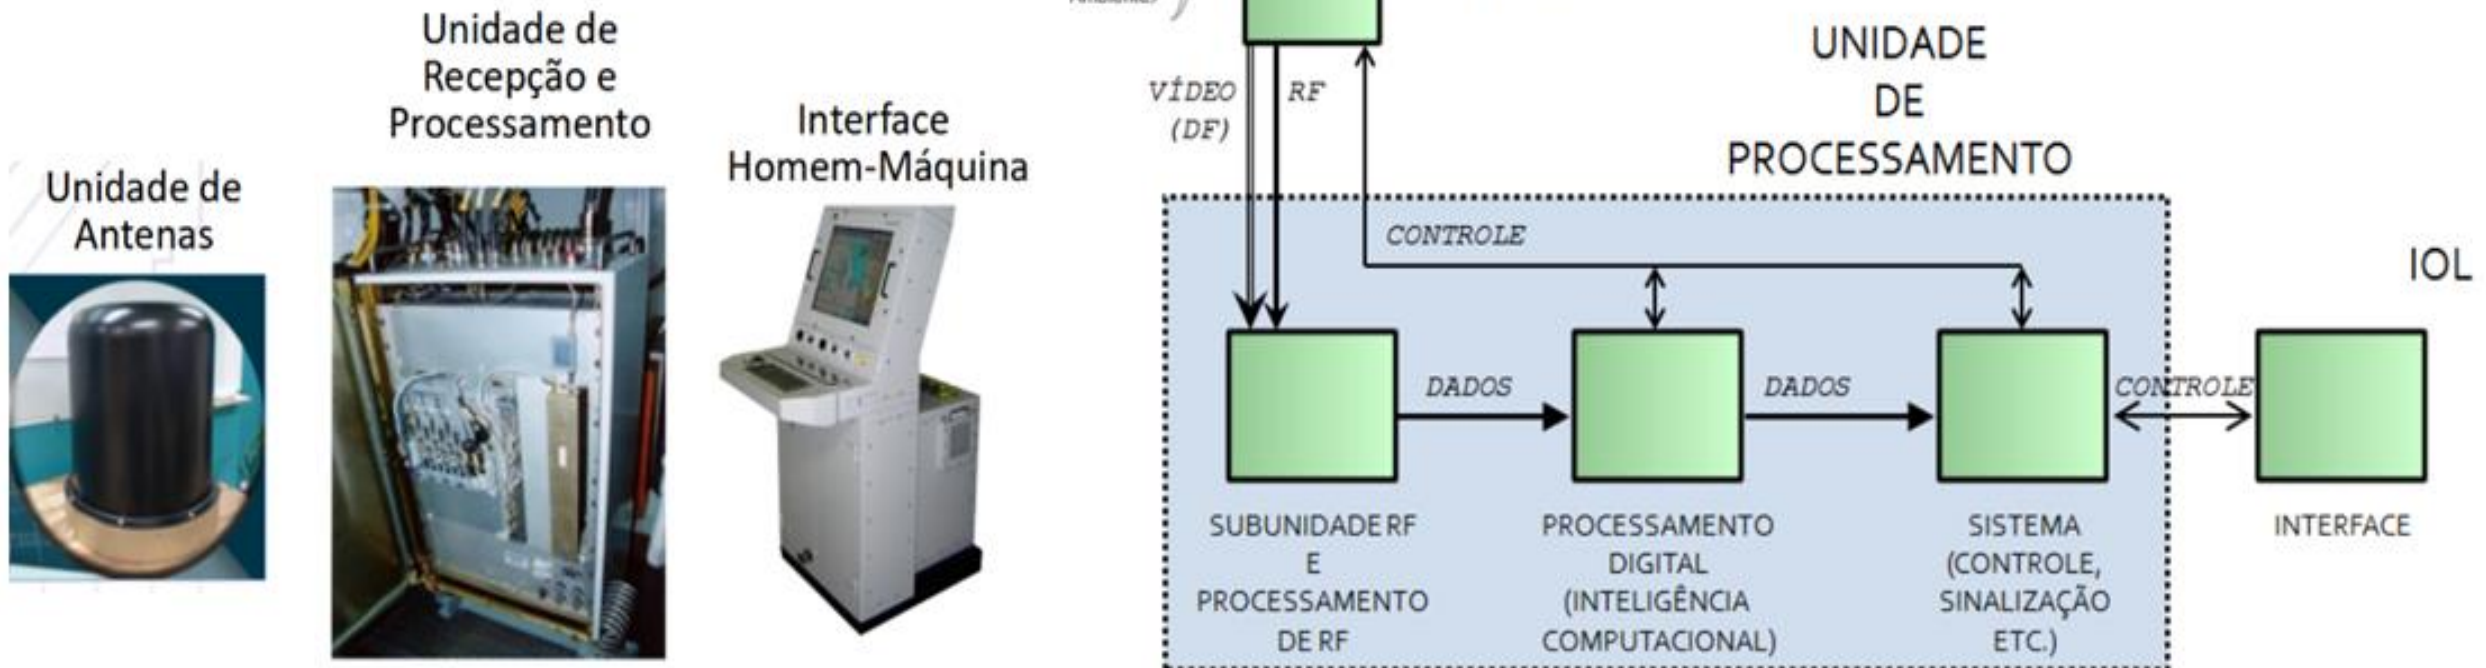 Unidade de
Antenas
Unidade de
Recepção e
Processamento
Interface
Homem-Máquina
VÍDEO
(DF)
RF
UNIDADE
DE
PROCESSAMENTO
CONTROLE
IOL
DADOS
DADOS
CONTROLE
SUBUNIDADE RF
E
PROCESSAMENTO
DE RF
PROCESSAMENTO
DIGITAL
(INTELIGÊNCIA
COMPUTACIONAL)
SISTEMA
(CONTROLE,
SINALIZAÇÃO
ETC.)
INTERFACE